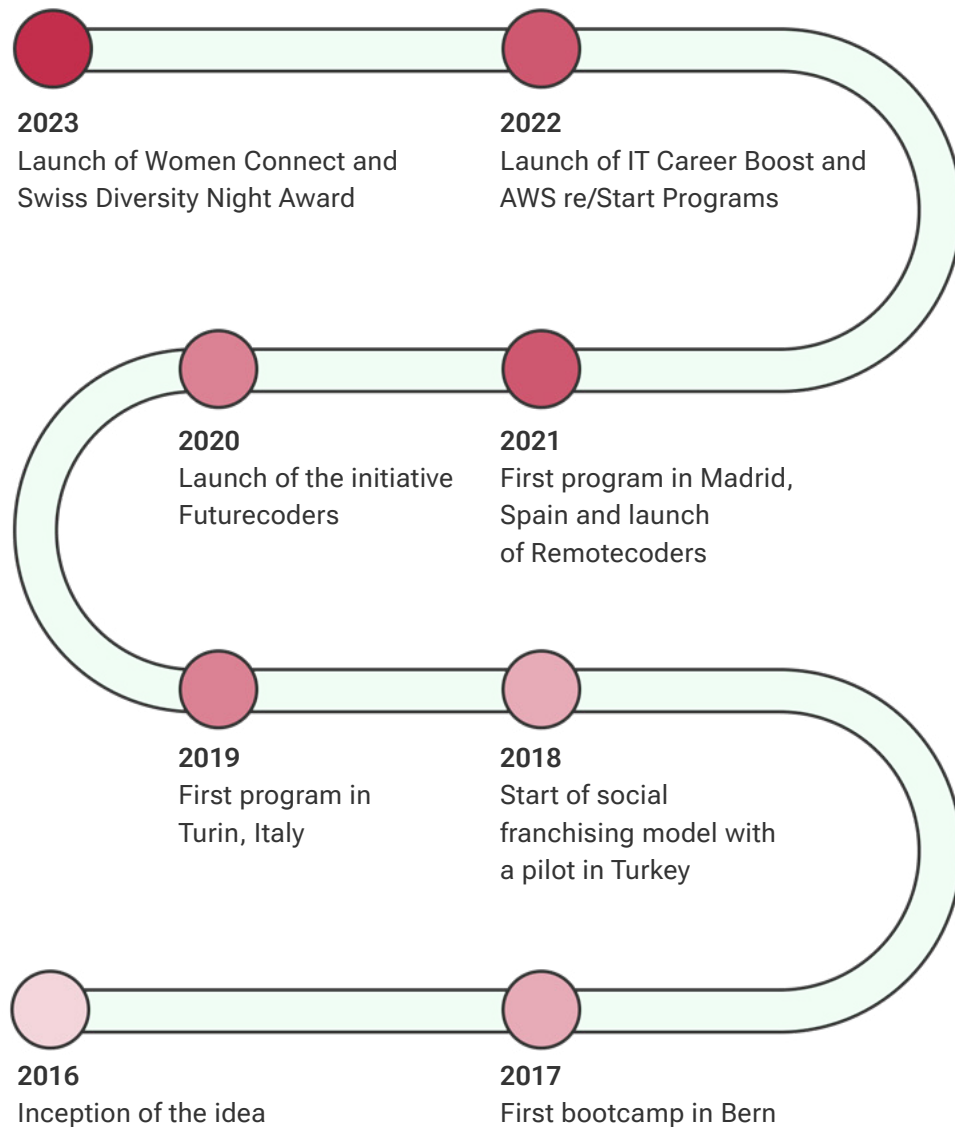 2023
Launch of Women Connect and
Swiss Diversity Night Award
2022
Launch of IT Career Boost and
AWS re/Start Programs
2020
Launch of the initiative
Futurecoders
2021
First program in Madrid,
Spain and launch
of Remotecoders
2019
First program in
Turin, Italy
2018
Start of social
franchising model with
a pilot in Turkey
2016
Inception of the idea
2017
First bootcamp in Bern